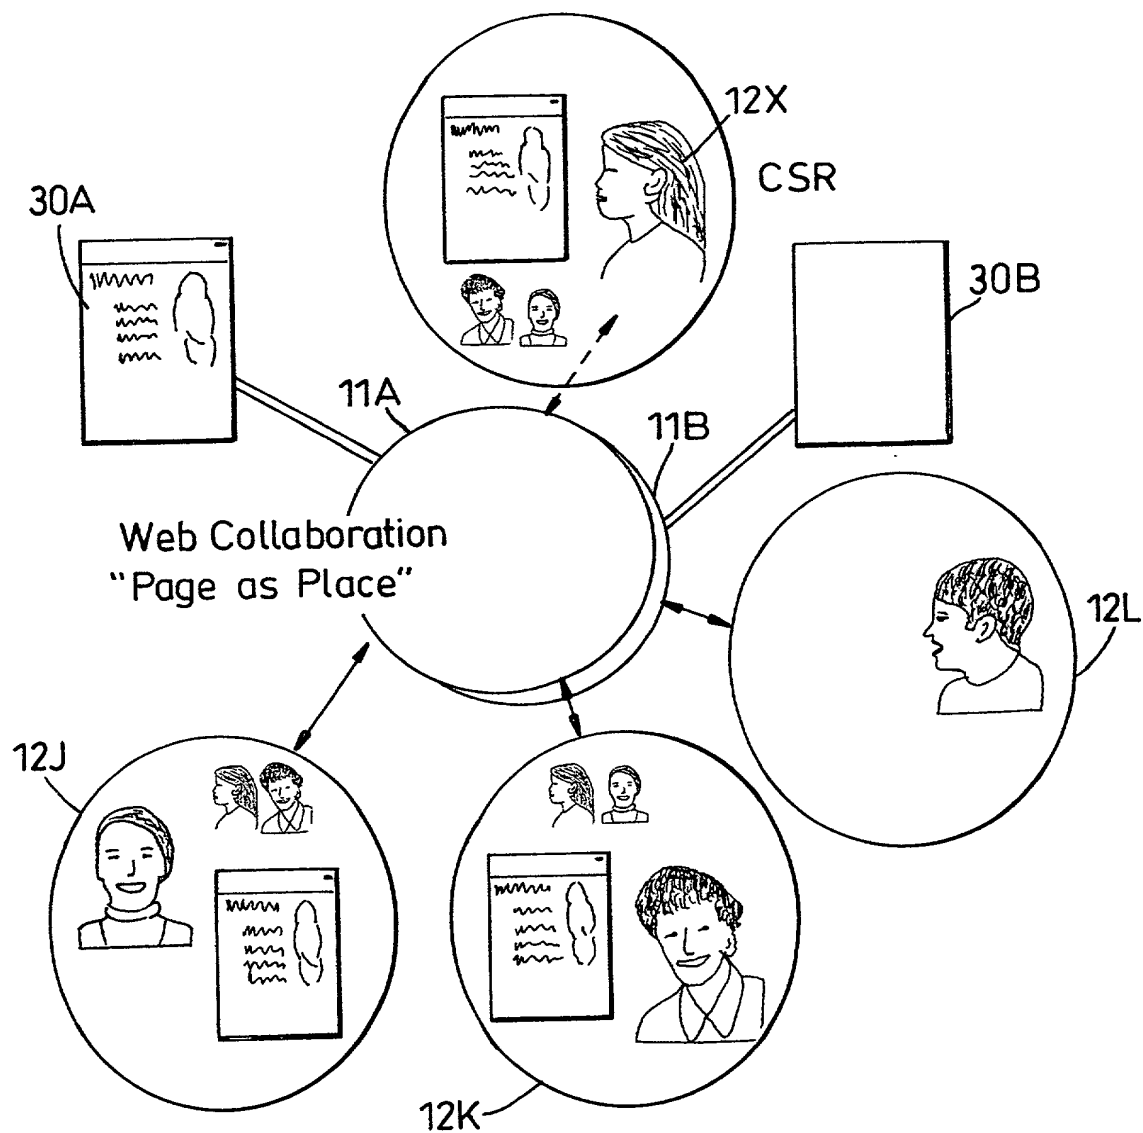 12X
CSR
30A
30B
11A
11B
Web Collaboration
"Page as Place"
12L
12J
12K